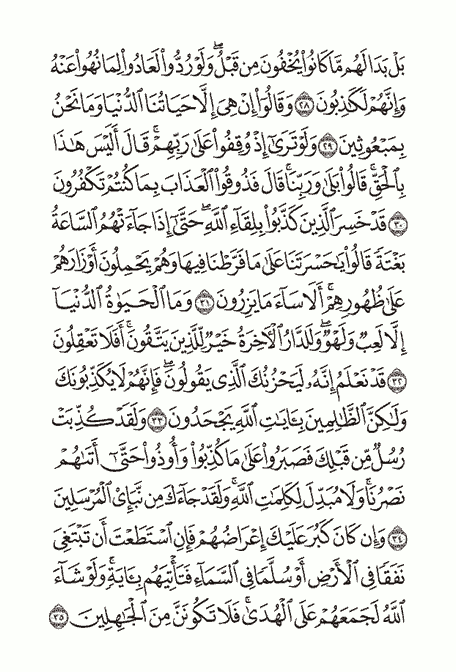 بَلْ بَدَا لَهُم مَّا كَانُوا۟ يُخْفُونَ مِن قَبْلُ ۖ وَلَوْ رُدُّوا۟ لَعَادُوا۟ لِمَا نُهُوا۟ عَنْهُ
وَإِنَّهُمْ لَكَـٰذِبُونَ ٢٨ وَقَالُوٓا۟ إِنْ هِىَ إِلَّا حَيَاتُنَا ٱلدُّنْيَا وَمَا نَحْنُ
بِمَبْعُوثِينَ ٢٩ وَلَوْ تَرَىٰٓ إِذْ وُقِفُوا۟ عَلَىٰ رَبِّهِمْ ۚ قَالَ أَلَيْسَ هَـٰذَا
بِٱلْحَقِّ ۚ قَالُوا۟ بَلَىٰ وَرَبِّنَا ۚ قَالَ فَذُوقُوا۟ ٱلْعَذَابَ بِمَا كُنتُمْ تَكْفُرُونَ
٣٠ قَدْ خَسِرَ ٱلَّذِينَ كَذَّبُوا۟ بِلِقَآءِ ٱللَّهِ ۖ حَتَّىٰٓ إِذَا جَآءَتْهُمُ ٱلسَّاعَةُ
بَغْتَةً قَالُوا۟ يَـٰحَسْرَتَنَا عَلَىٰ مَا فَرَّطْنَا فِيهَا وَهُمْ يَحْمِلُونَ أَوْزَارَهُمْ
عَلَىٰ ظُهُورِهِمْ ۚ أَلَا سَآءَ مَا يَزِرُونَ ٣١ وَمَا ٱلْحَيَوٰةُ ٱلدُّنْيَآ
إِلَّا لَعِبٌ وَلَهْوٌ ۖ وَلَلدَّارُ ٱلْـَٔاخِرَةُ خَيْرٌ لِّلَّذِينَ يَتَّقُونَ ۗ أَفَلَا تَعْقِلُونَ
٣٢ قَدْ نَعْلَمُ إِنَّهُۥ لَيَحْزُنُكَ ٱلَّذِى يَقُولُونَ ۖ فَإِنَّهُمْ لَا يُكَذِّبُونَكَ
وَلَـٰكِنَّ ٱلظَّـٰلِمِينَ بِـَٔايَـٰتِ ٱللَّهِ يَجْحَدُونَ ٣٣ وَلَقَدْ كُذِّبَتْ
رُسُلٌ مِّن قَبْلِكَ فَصَبَرُوا۟ عَلَىٰ مَا كُذِّبُوا۟ وَأُوذُوا۟ حَتَّىٰٓ أَتَىٰهُمْ
نَصْرُنَا ۚ وَلَا مُبَدِّلَ لِكَلِمَـٰتِ ٱللَّهِ ۚ وَلَقَدْ جَآءَكَ مِن نَّبَإِى۟ ٱلْمُرْسَلِينَ
٣٤ وَإِن كَانَ كَبُرَ عَلَيْكَ إِعْرَاضُهُمْ فَإِنِ ٱسْتَطَعْتَ أَن تَبْتَغِىَ
نَفَقًا فِى ٱلْأَرْضِ أَوْ سُلَّمًا فِى ٱلسَّمَآءِ فَتَأْتِيَهُم بِـَٔايَةٍ ۚ وَلَوْ شَآءَ
ٱللَّهُ لَجَمَعَهُمْ عَلَى ٱلْهُدَىٰ ۚ فَلَا تَكُونَنَّ مِنَ ٱلْجَـٰهِلِينَ ٣٥